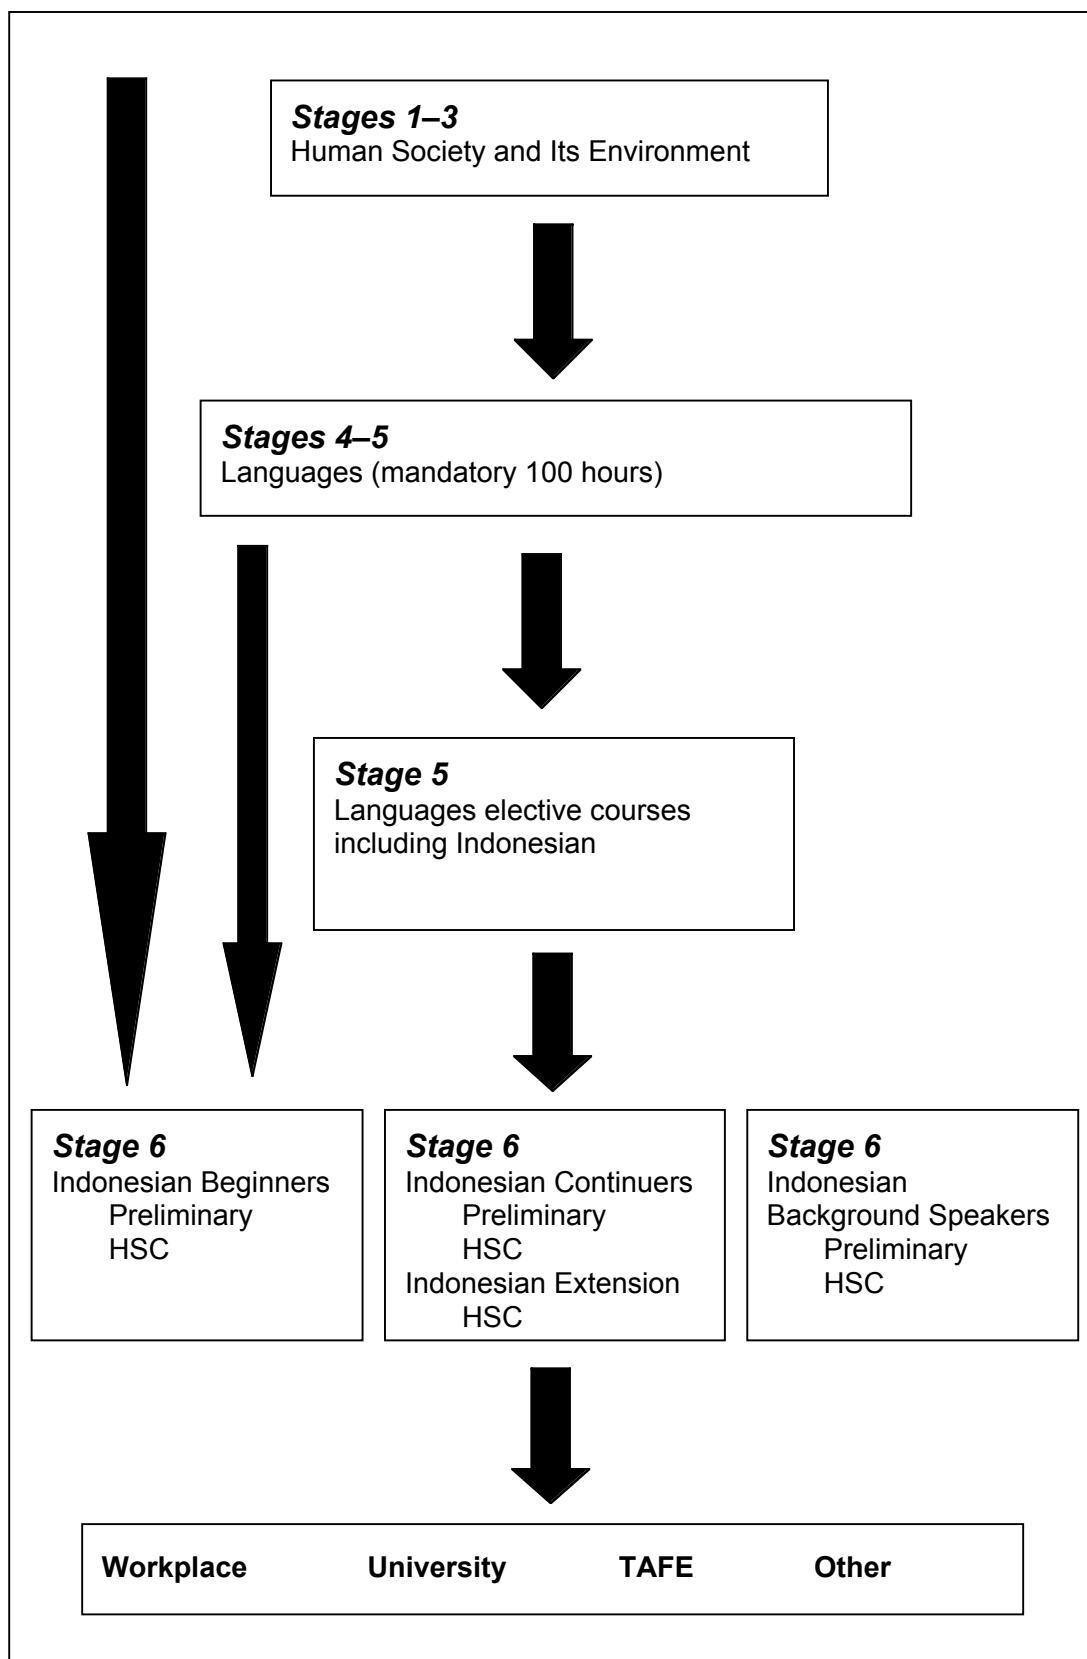 Stages 1–3
Human Society and Its Environment
Stages 4–5
Languages (mandatory 100 hours)
Stage 5
Languages elective courses
including Indonesian
Stage 6
Indonesian Beginners
Preliminary
HSC
Stage 6
Indonesian Continuers
Preliminary
HSC
Indonesian Extension
HSC
Stage 6
Indonesian
Background Speakers
Preliminary
HSC
Workplace University TAFE Other